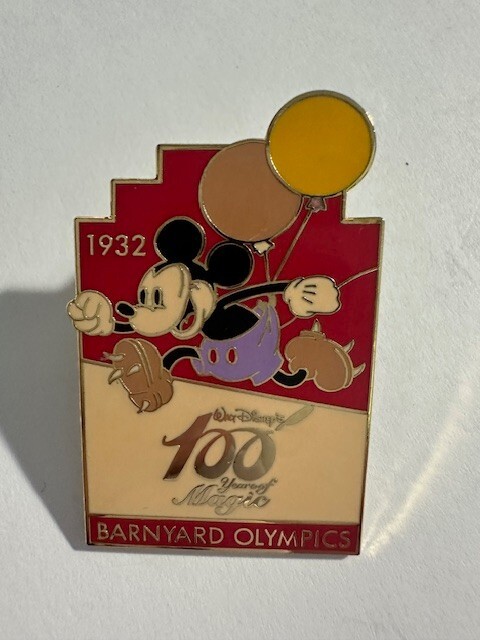 1932
Walt Disney's
100
Years of
Magic
BARNYARD OLYMPICS